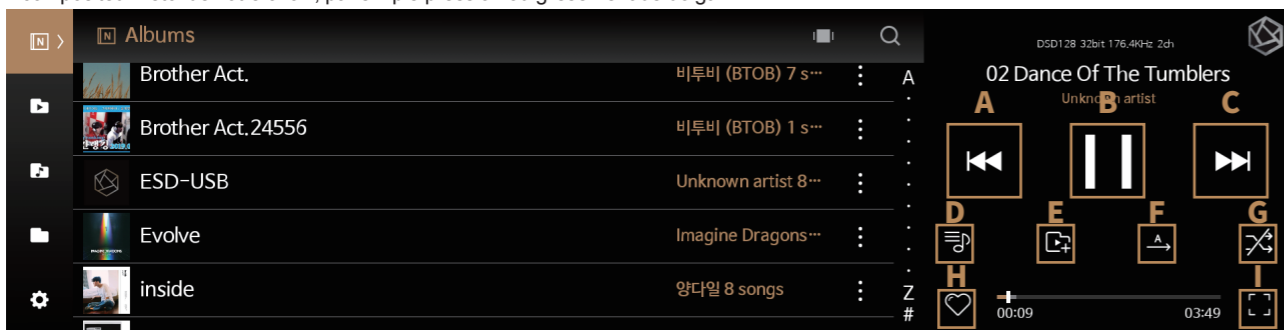 N
Albums
Brother Act.
비투비 (BTOB) 7 s…
Brother Act.24556
비투비 (BTOB) 1 s…
ESD-USB
Unknown artist 8…
Evolve
Imagine Dragons…
inside
양다일 8 songs
A
Z
#
DSD128 32bit 176.4KHz 2ch
02 Dance Of The Tumblers
Unknown artist
A
B
C
D
E
F
G
A
H
I
00:09
03:49